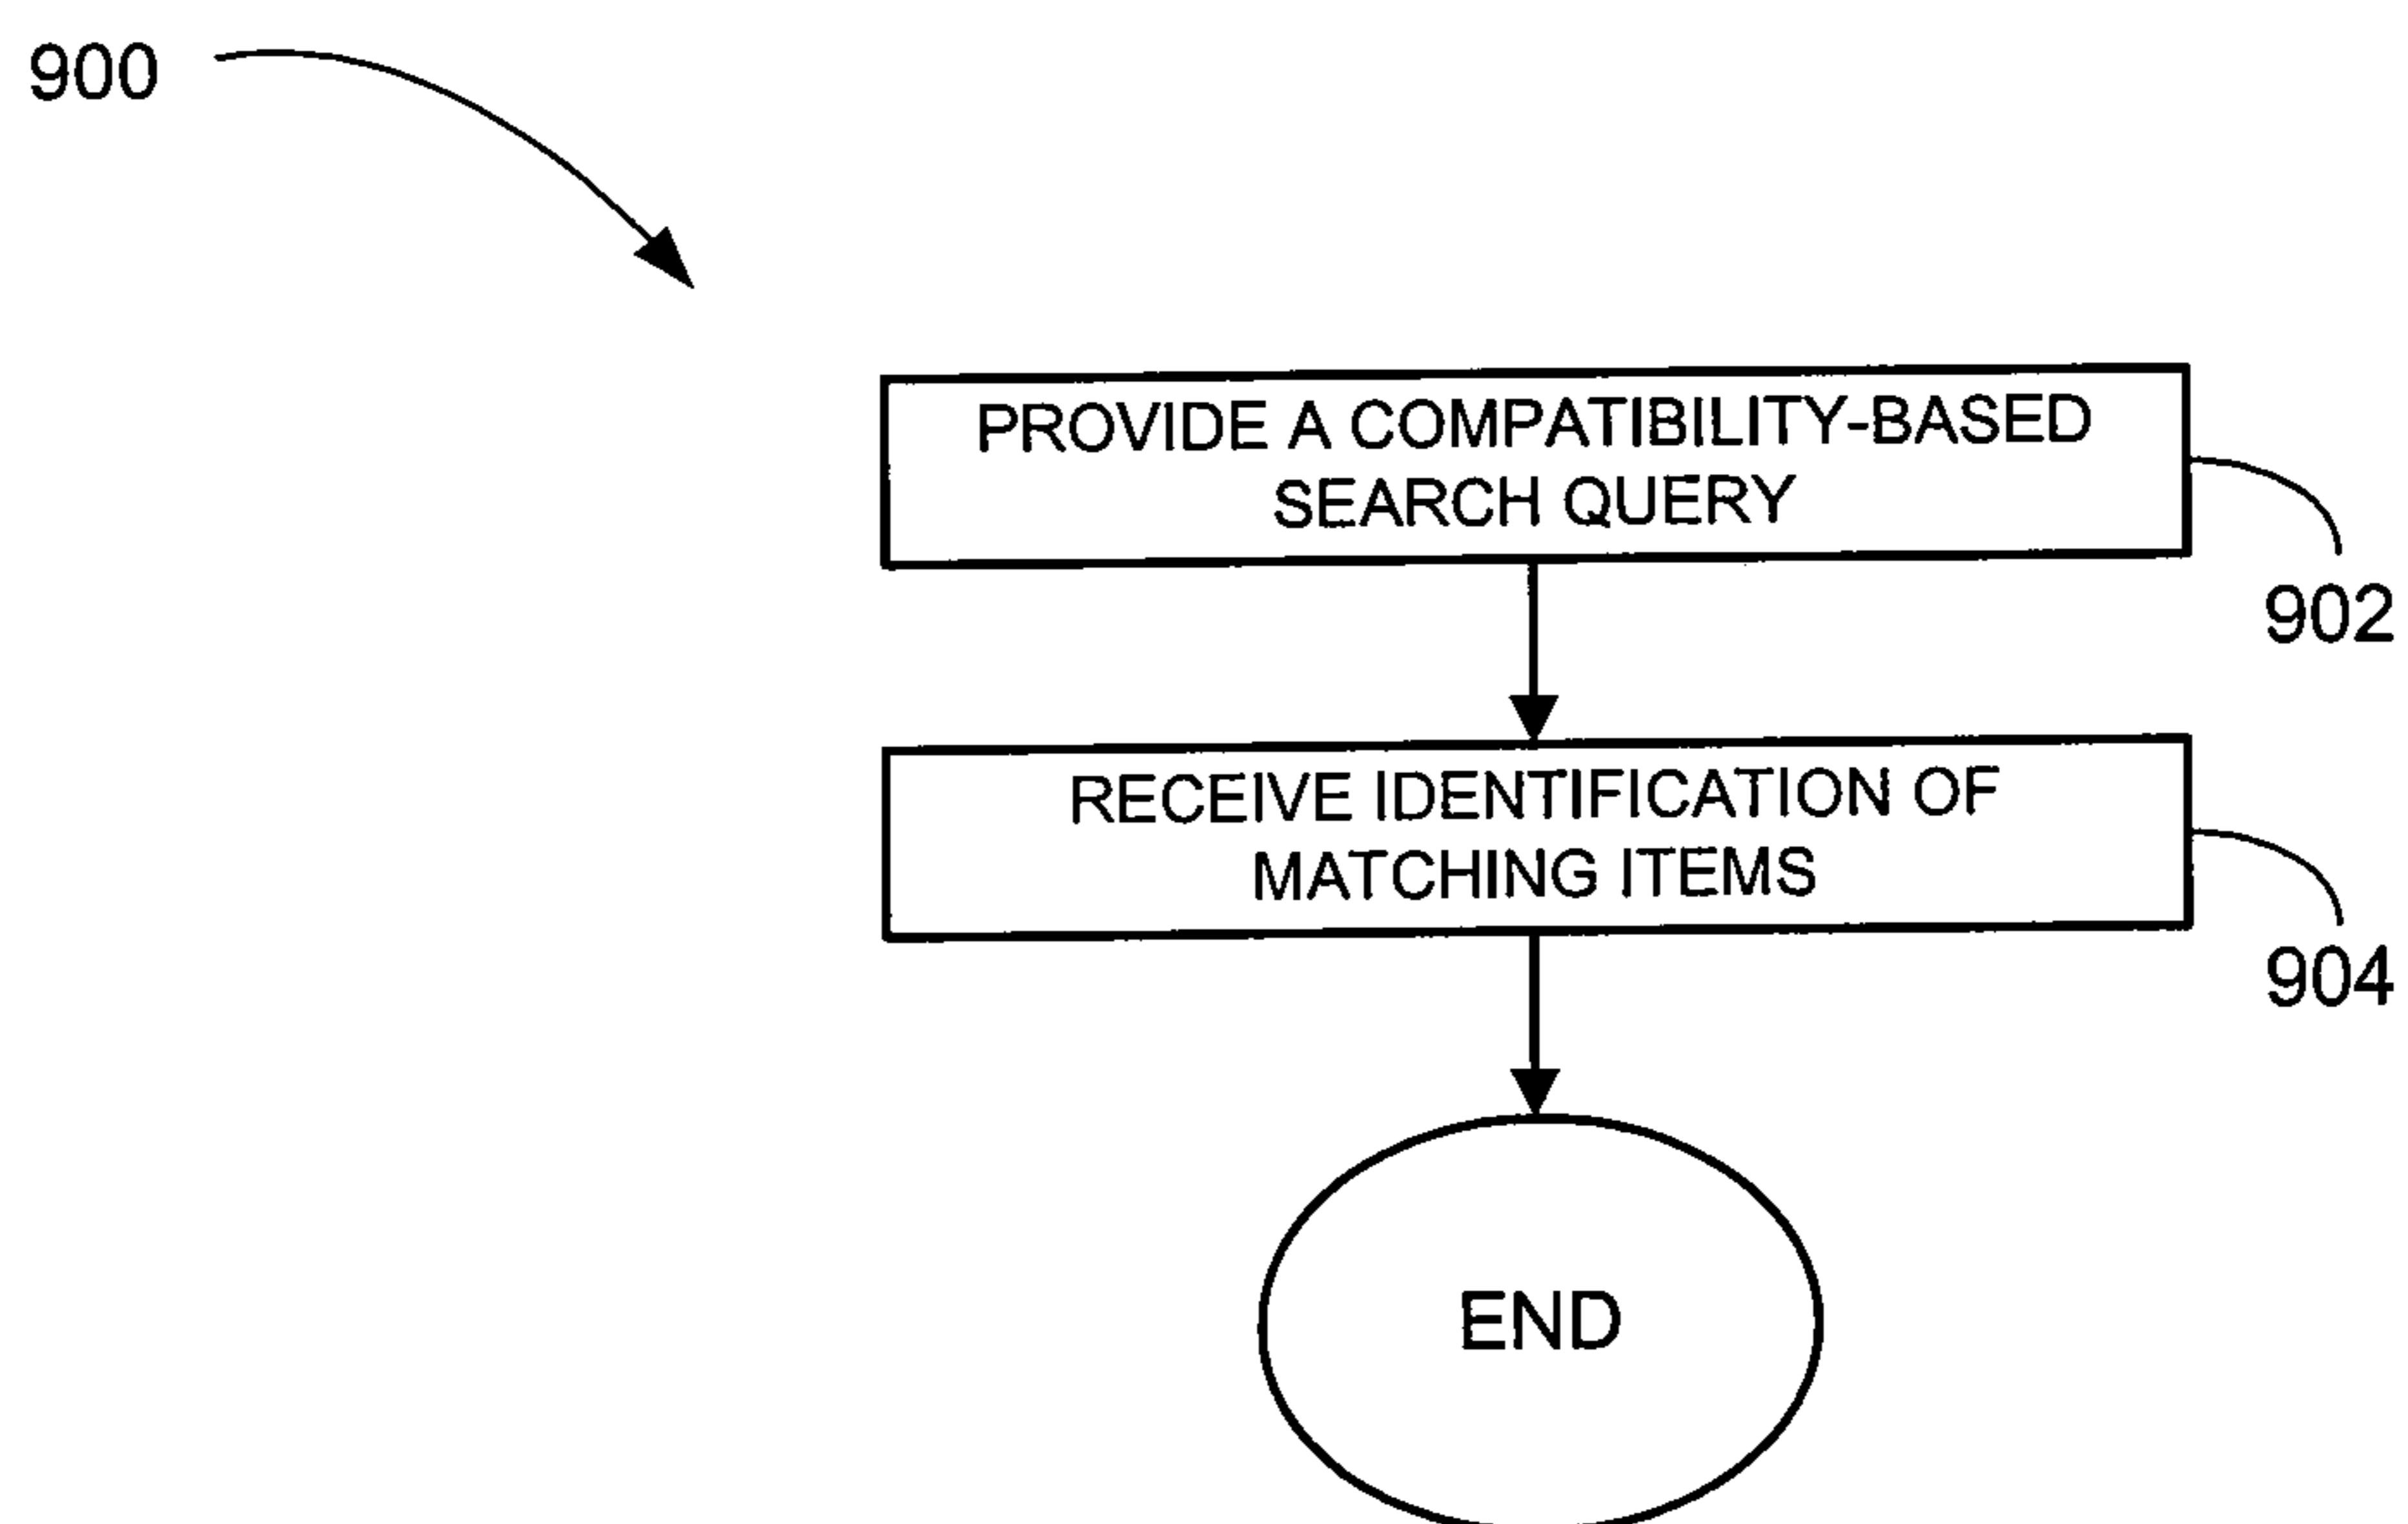 900
PROVIDE A COMPATIBILITY-BASED
SEARCH QUERY
902
RECEIVE IDENTIFICATION OF
MATCHING ITEMS
904
END